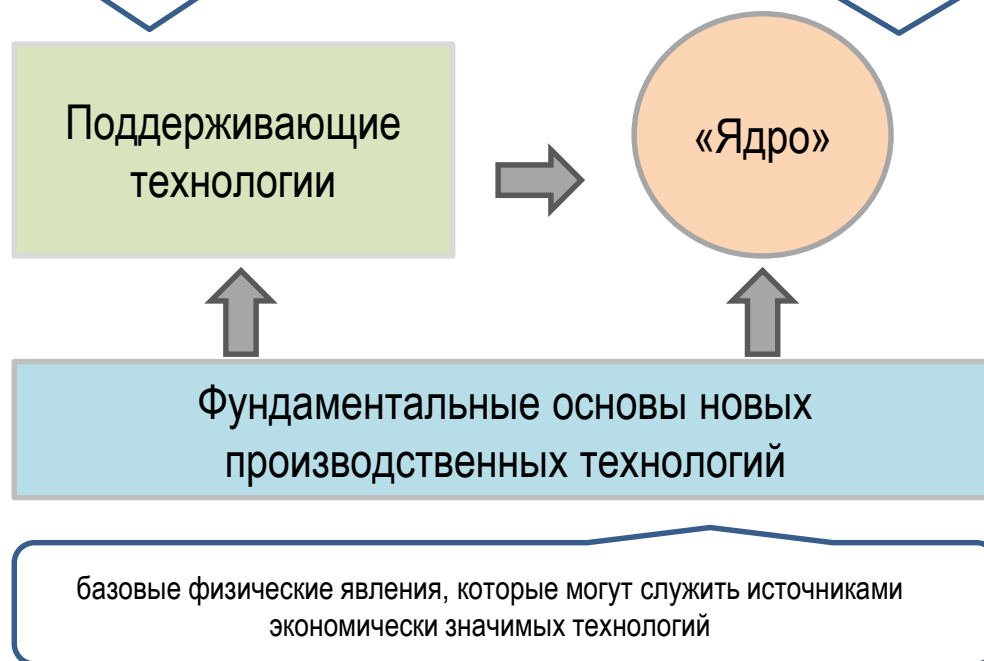 Поддерживающие
технологии
«Ядро»
Фундаментальные основы новых
производственных технологий
базовые физические явления, которые могут служить источниками
экономически значимых технологий